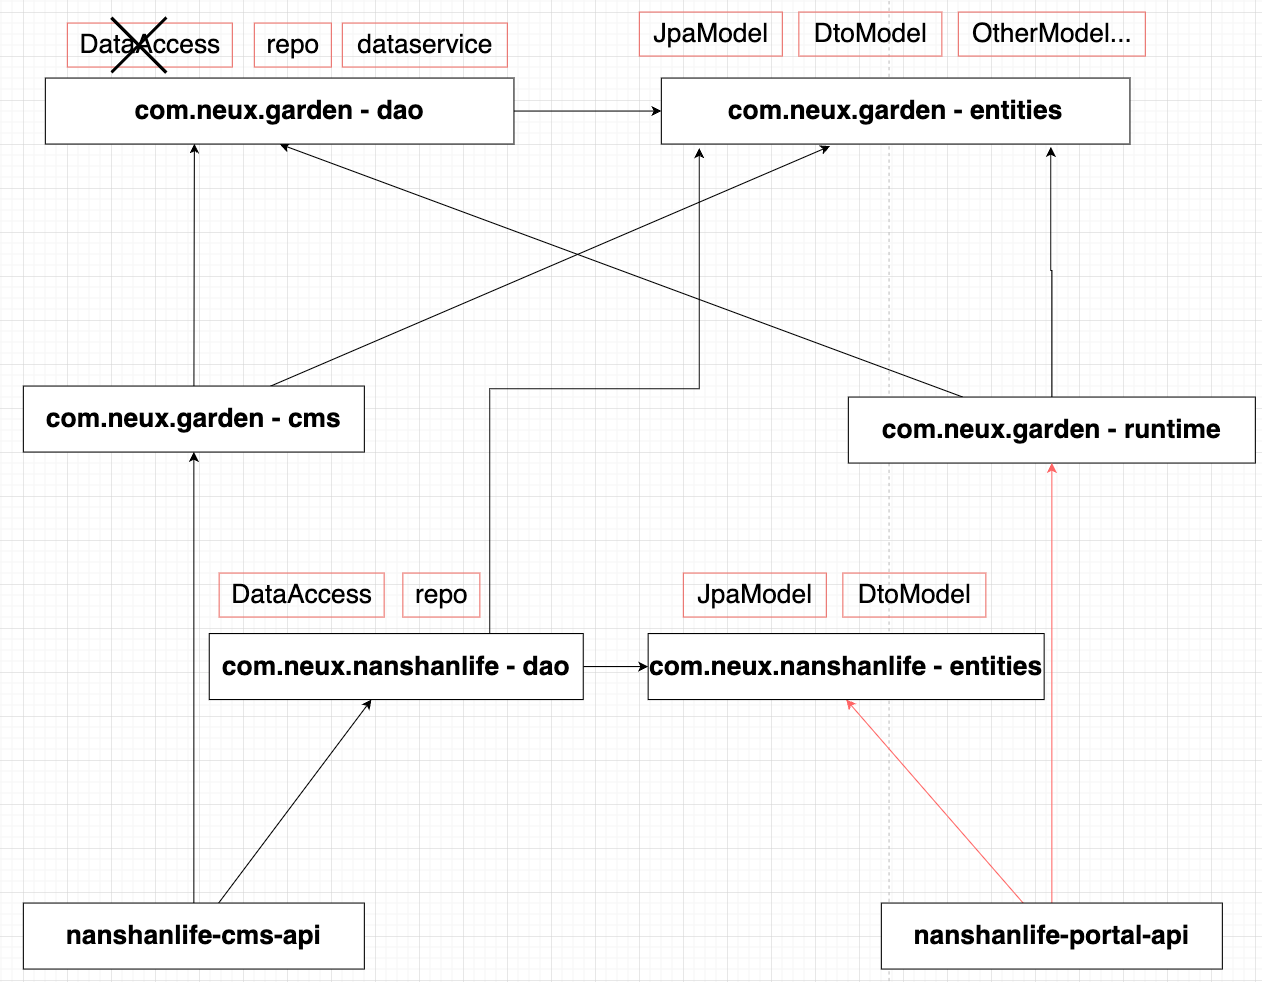 DataAccess
repo
dataservice
JpaModel
DtoModel
OtherModel...
com.neux.garden - dao
com.neux.garden - entities
com.neux.garden - cms
com.neux.garden - runtime
DataAccess
repo
JpaModel
DtoModel
com.neux.nanshanlife - dao
com.neux.nanshanlife - entities
nanshanlife-cms-api
nanshanlife-portal-api